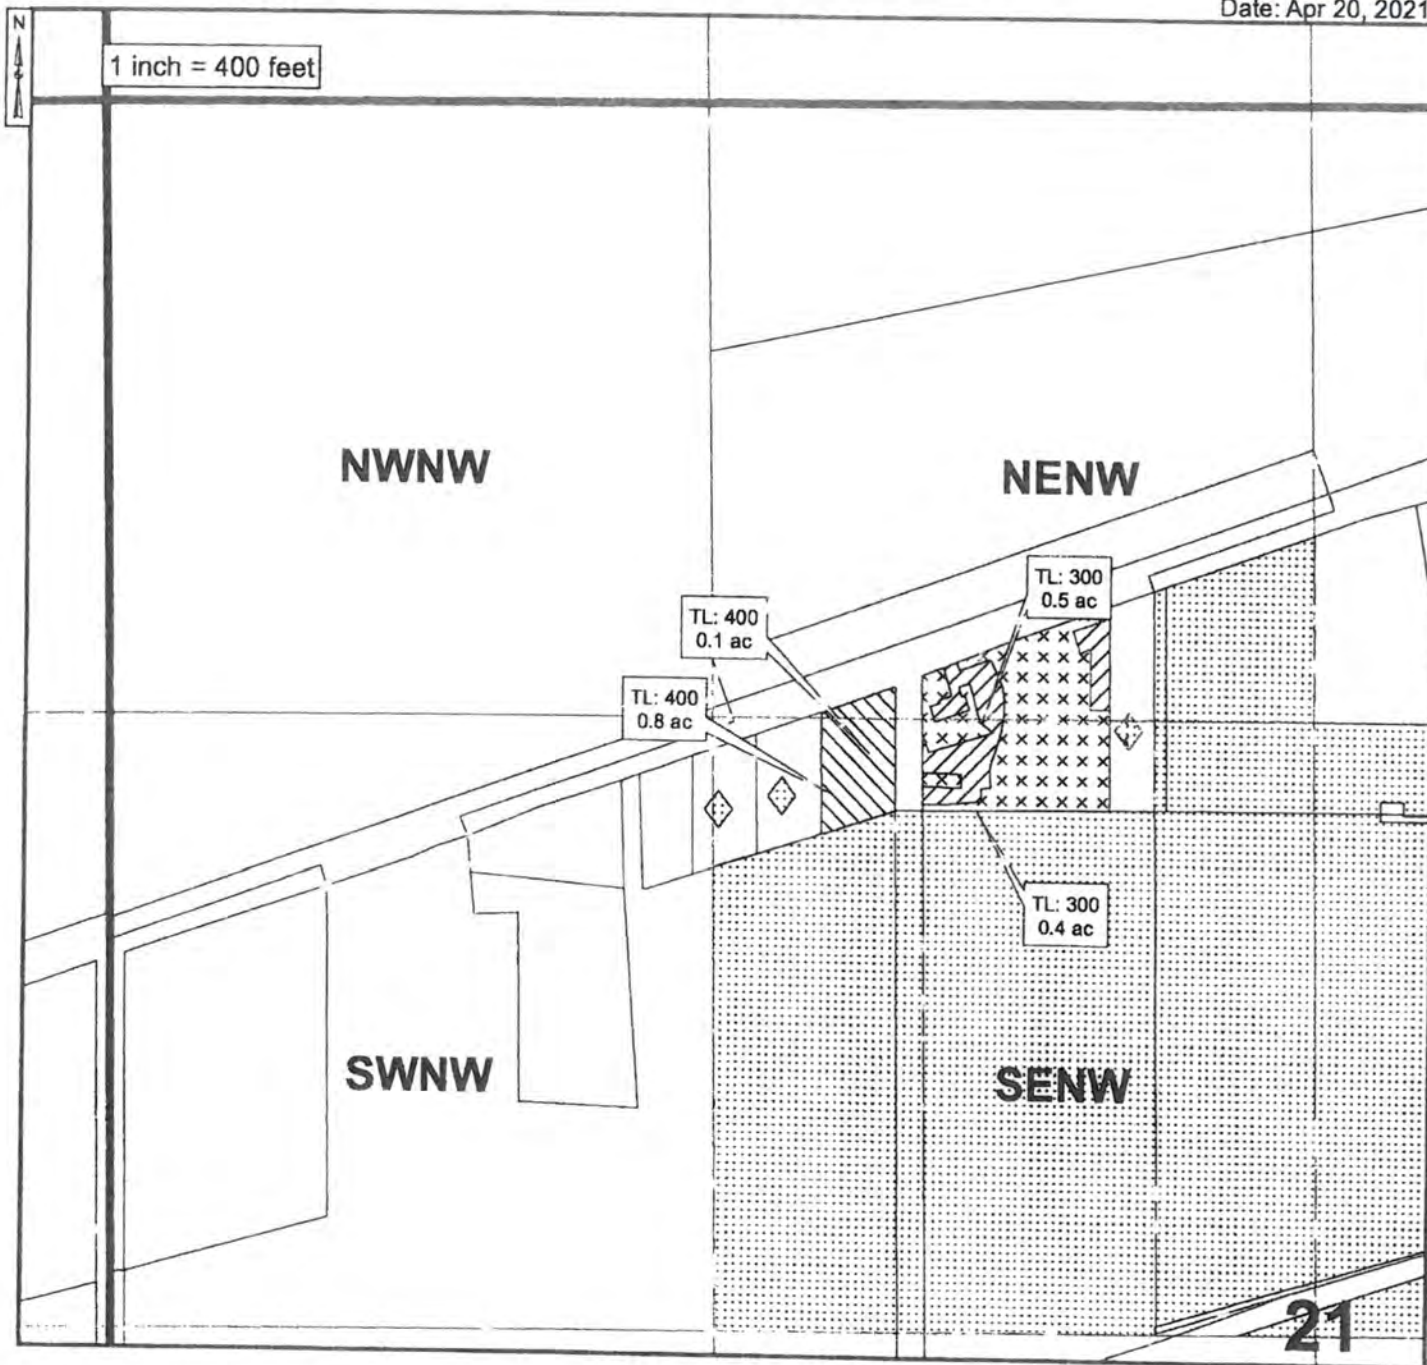 Date: Apr 20, 2021
N
1 inch = 400 feet
NWNW
NENW
TL: 300
0.5 ac
TL: 400
0.1 ac
TL: 400
0.8 ac
TL: 300
0.4 ac
SWNW
SENW
21